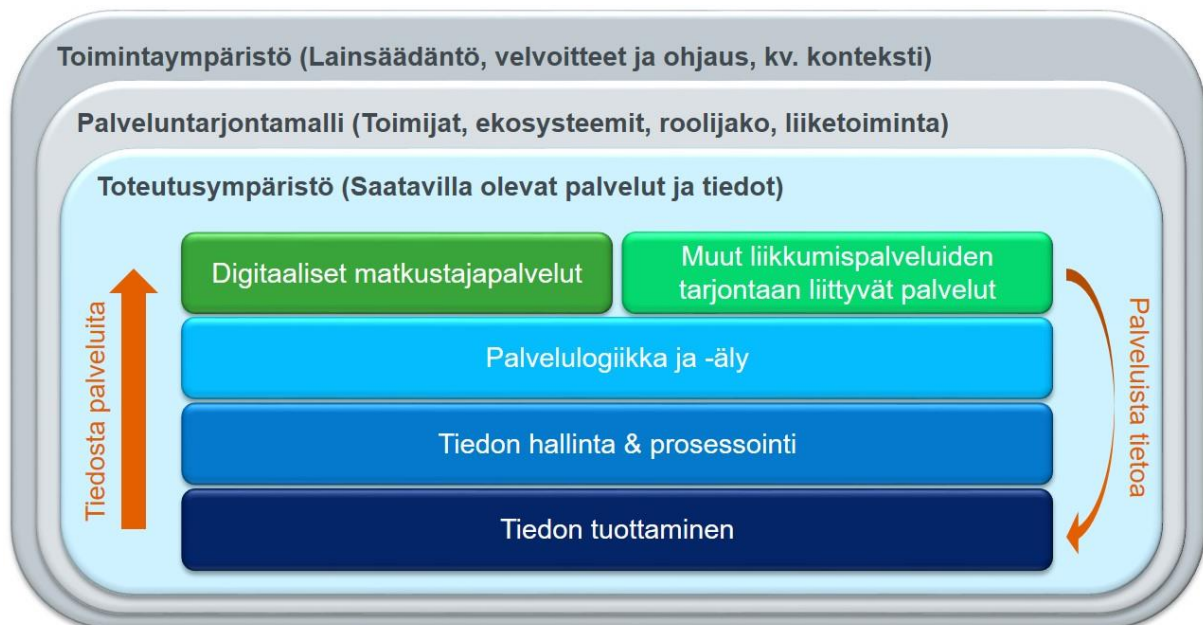 Toimintaympäristö (Lainsäädäntö, velvoitteet ja ohjaus, kv. konteksti)
Palveluntarjontamalli (Toimijat, ekosysteemit, roolijako, liiketoiminta)
Toteutusympäristö (Saatavilla olevat palvelut ja tiedot)
Tiedosta palveluita
Digitaaliset matkustajapalvelut
Muut liikkumispalveluiden
tarjontaan liittyvät palvelut
Palvelulogiikka ja -äly
Tiedon hallinta & prosessointi
Tiedon tuottaminen
Palveluista tietoa